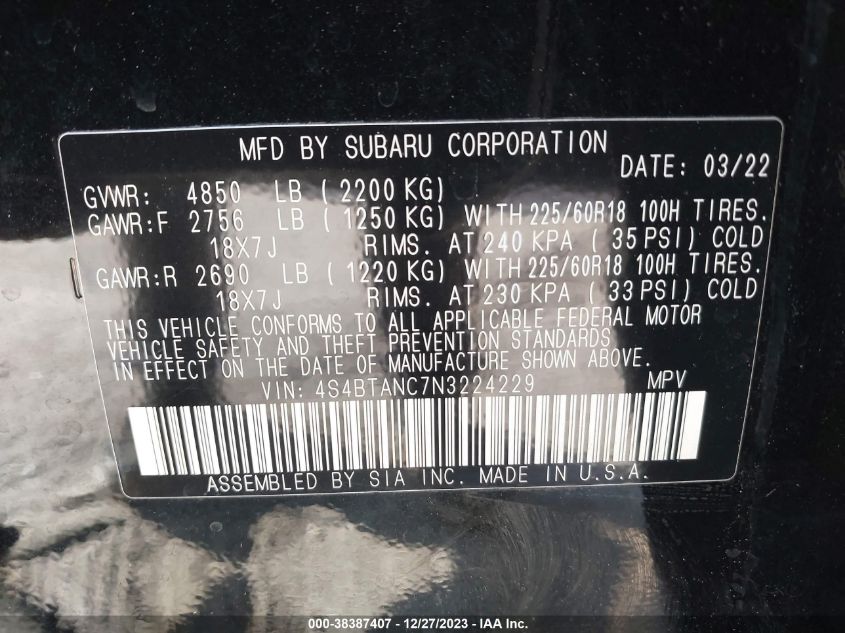 MFD BY SUBARU CORPORATION
DATE: 03/22
GVWR: 4850 LB ( 2200 KG)
GAWR:F 2756 LB ( 1250 KG) WITH 225/60R18 100H TIRES.
18X7J RIMS. AT 240 KPA ( 35 PSI) COLD
GAWR:R 2690 LB ( 1220 KG) WITH 225/60R18 100H TIRES.
18X7J RIMS. AT 230 KPA ( 33 PSI) COLD
THIS VEHICLE CONFORMS TO ALL APPLICABLE FEDERAL MOTOR
VEHICLE SAFETY AND THEFT PREVENTION STANDARDS
IN EFFECT ON THE DATE OF MANUFACTURE SHOWN ABOVE.
VIN: 4S4BTANC7N3224229 MPV
ASSEMBLED BY SIA INC. MADE IN U.S.A.
000-38387407 - 12/27/2023 - IAA Inc.